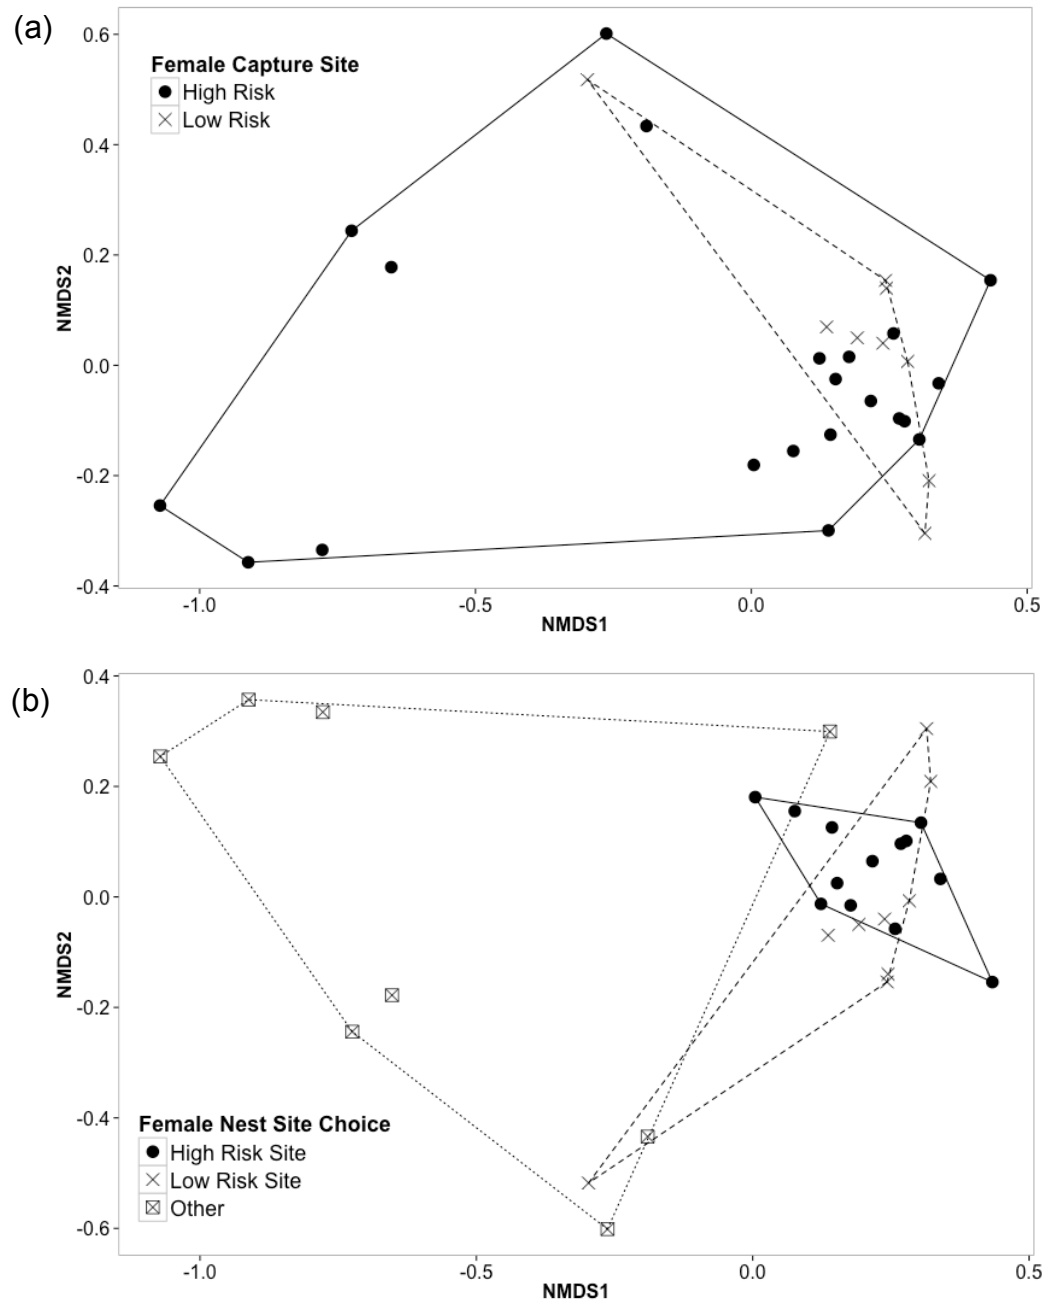 (a)
Female Capture Site
High Risk
Low Risk
0.6
0.4
0.2
0.0
-0.2
-0.4
NMDS2
-1.0 -0.5 0.0 0.5
NMDS1
(b)
0.4
0.2
0.0
-0.2
-0.4
-0.6
NMDS2
Female Nest Site Choice
High Risk Site
Low Risk Site
Other
-1.0 -0.5 0.0 0.5
NMDS1